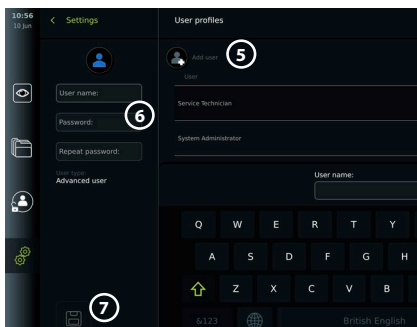 10:56
10 Jun
Settings
User profiles
5
Add user
User
User name:
Service Technician
Password:
6
System Administrator
Repeat password:
User type:
Advanced user
User name:
Q W E R T Y
A S D F G H
Z X C V B
7
&123
British English